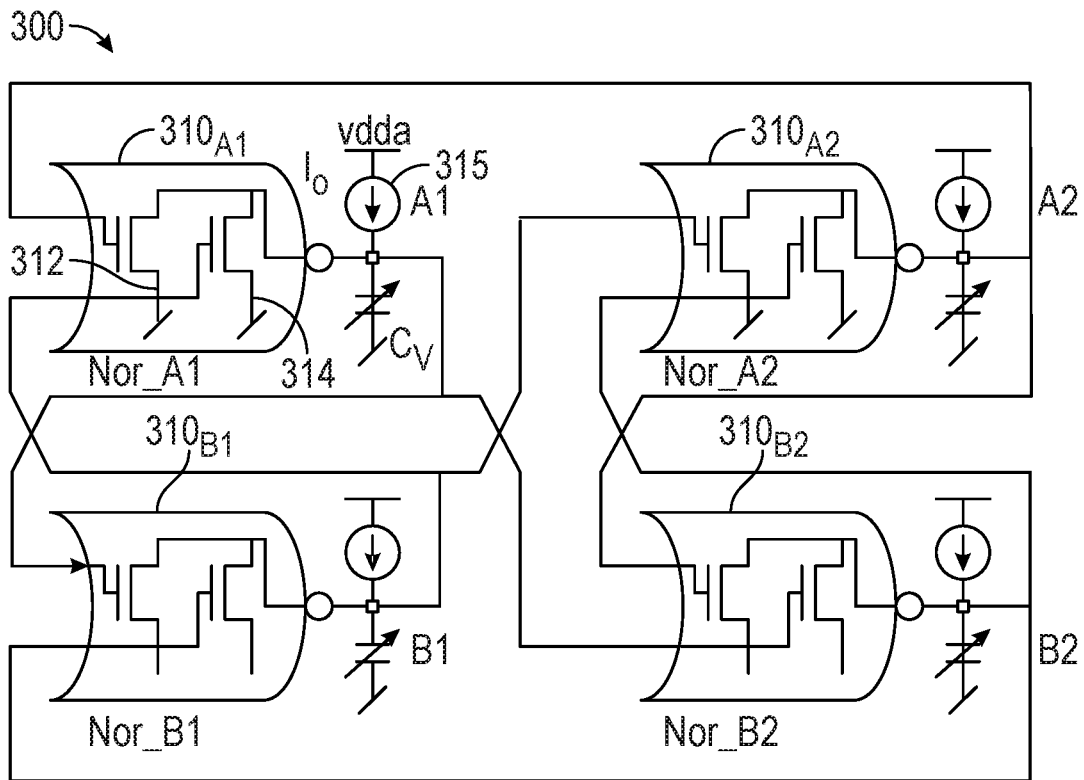 300
310A1
vdda
310A2
Io
315
A1
A2
312
CV
Nor_A1
314
Nor_A2
310B1
310B2
B1
B2
Nor_B1
Nor_B2